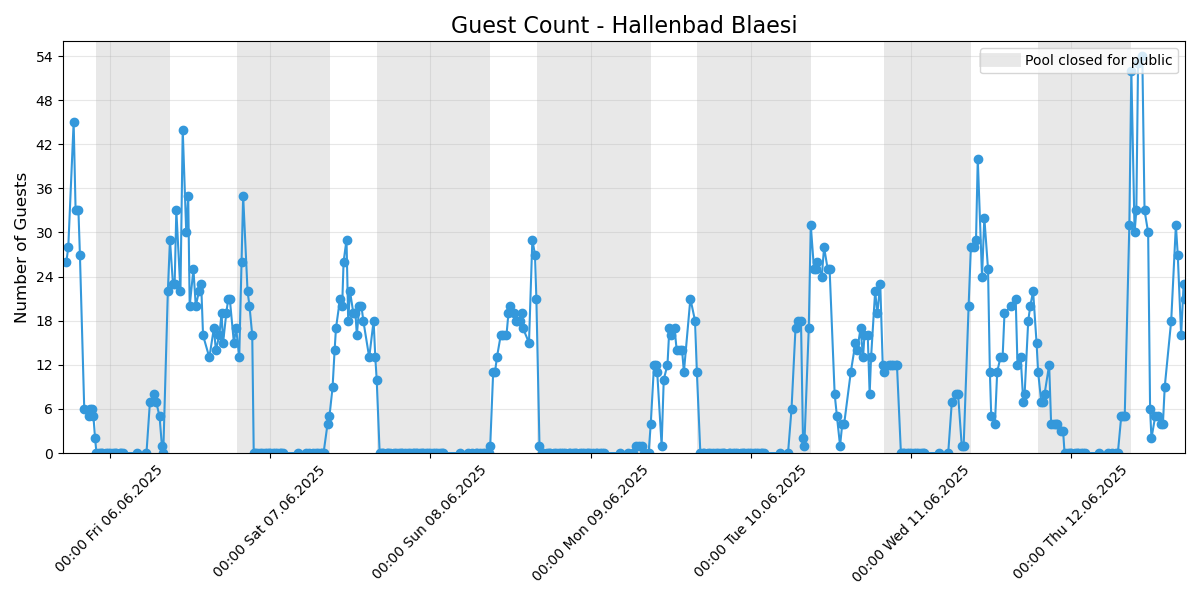 Guest Count - Hallenbad Blaesi
Pool closed for public
Number of Guests
54
48
42
36
30
24
18
12
6
0
00:00 Fri 06.06.2025
00:00 Sat 07.06.2025
00:00 Sun 08.06.2025
00:00 Mon 09.06.2025
00:00 Tue 10.06.2025
00:00 Wed 11.06.2025
00:00 Thu 12.06.2025